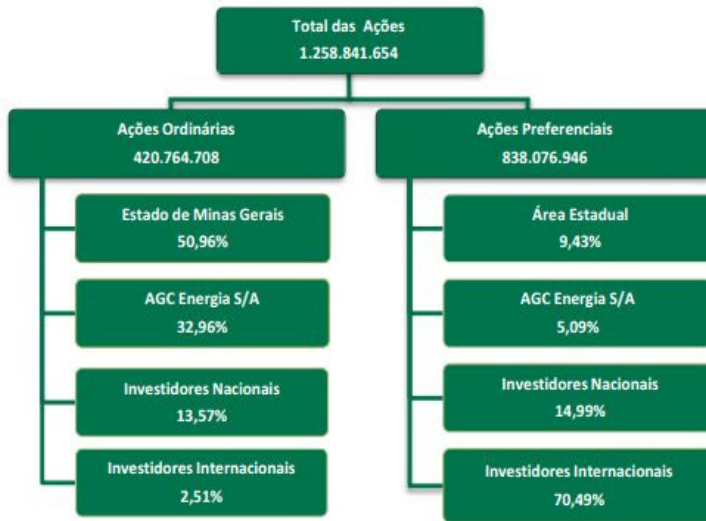 Total das Ações
1.258.841.654
Ações Ordinárias
420.764.708
Estado de Minas Gerais
50,96%
AGC Energia S/A
32,96%
Investidores Nacionais
13,57%
Investidores Internacionais
2,51%
Ações Preferenciais
838.076.946
Área Estadual
9,43%
AGC Energia S/A
5,09%
Investidores Nacionais
14,99%
Investidores Internacionais
70,49%